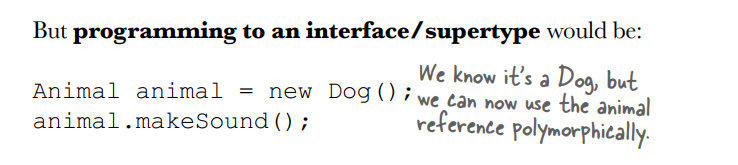 But programming to an interface/supertype would be:
Animal animal = new Dog();
animal.makeSound();
We know it's a Dog, but
we can now use the animal
reference polymorphically.